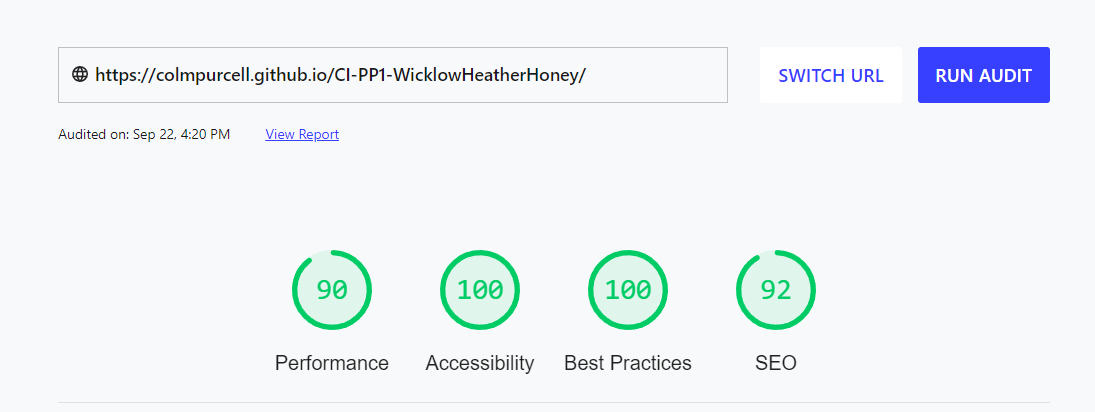 https://colmpurcell.github.io/CI-PP1-WicklowHeatherHoney/
SWITCH URL
RUN AUDIT
Audited on: Sep 22, 4:20 PM
View Report
90
100
100
92
Performance
Accessibility
Best Practices
SEO